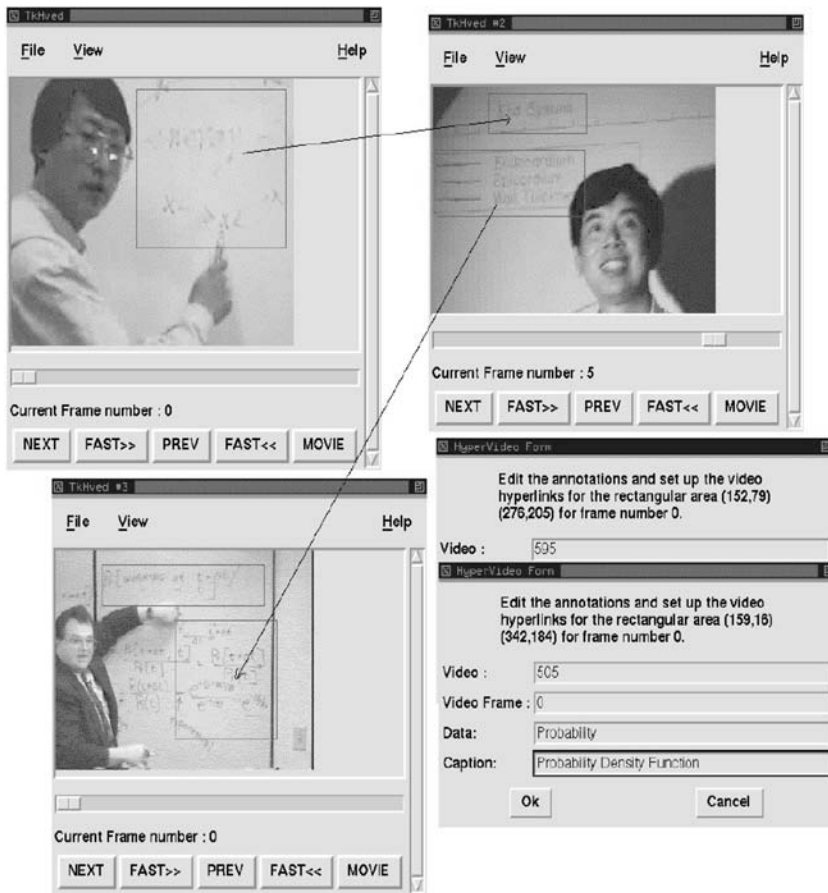 TkHved
File View Help
Current Frame number : 0
NEXT FAST>> PREV FAST<< MOVIE
TkHved #2
File View Help
Endocardium
Epicardium
Current Frame number : 5
NEXT FAST>> PREV FAST<< MOVIE
TkHved #3
File View Help
Current Frame number : 0
NEXT FAST>> PREV FAST<< MOVIE
HyperVideo Form
Edit the annotations and set up the video
hyperlinks for the rectangular area (152,79)
(276,205) for frame number 0.
Video : 595
HyperVideo Form
Edit the annotations and set up the video
hyperlinks for the rectangular area (159,16)
(342,184) for frame number 0.
Video : 505
Video Frame : 0
Data: Probability
Caption: Probability Density Function
Ok Cancel